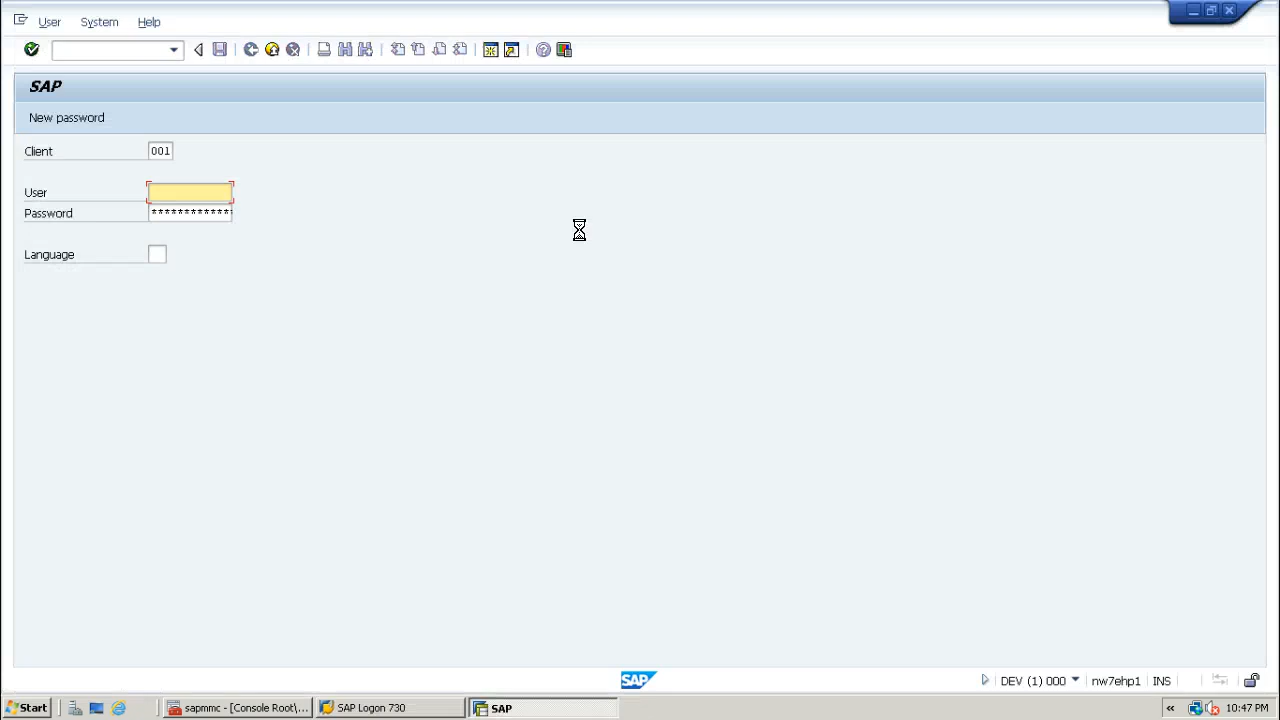 User System Help
SAP
New password
Client 001
User
Password ************
Language
SAP
DEV (1) 000 nw7ehp1 INS
Start sapmmc - [Console Root\... SAP Logon 730 SAP « 10:47 PM